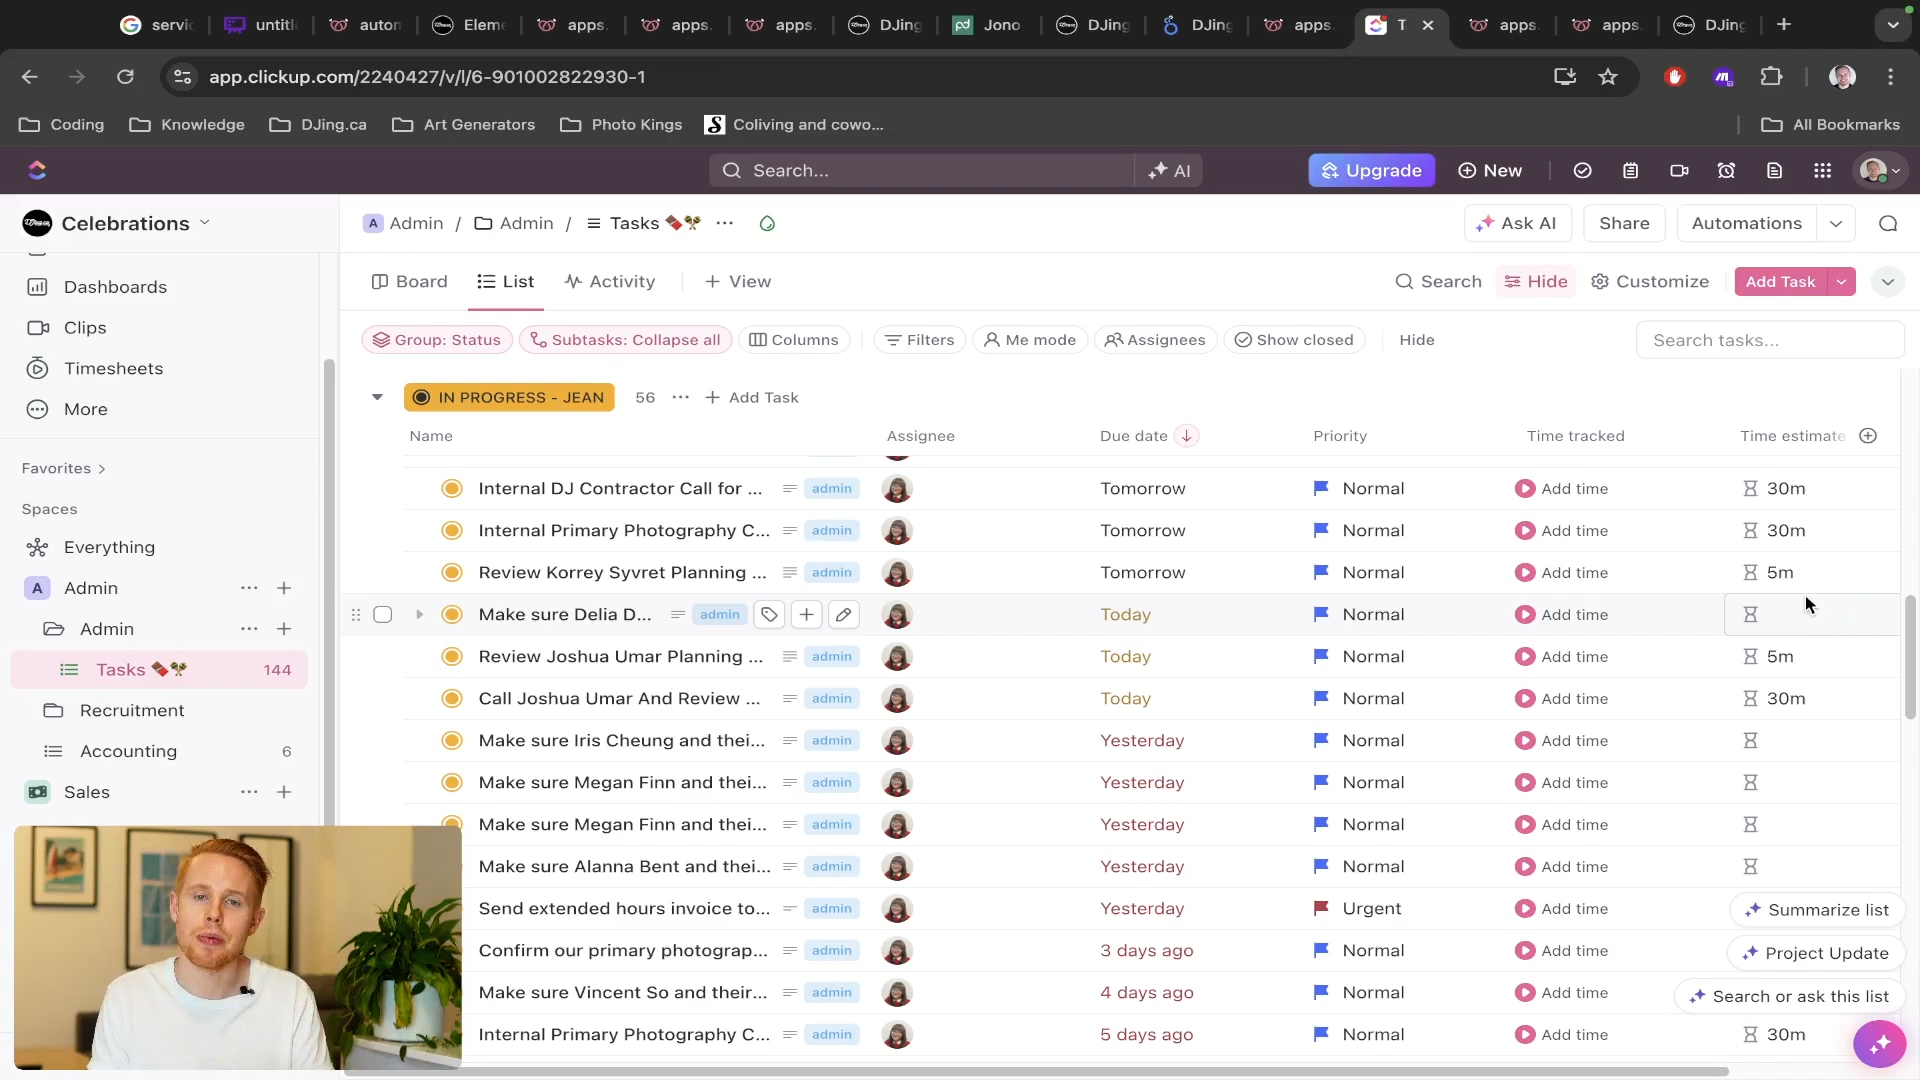 servic
untitl
autom
Eleme
apps.
apps.
apps.
DJing
Jono
DJing
DJing
apps.
T
apps.
apps.
DJing
app.clickup.com/2240427/v/l/6-901002822930-1
Coding
Knowledge
DJing.ca
Art Generators
Photo Kings
Coliving and cowo...
All Bookmarks
Search...
AI
Upgrade
New
Celebrations
A Admin / Admin / Tasks
Ask AI
Share
Automations
Dashboards
Clips
Timesheets
More
Favorites
Spaces
Everything
A Admin
Admin
Tasks 144
Recruitment
Accounting 6
Sales
Board
List
Activity
+ View
Search
Hide
Customize
Add Task
Group: Status
Subtasks: Collapse all
Columns
Filters
Me mode
Assignees
Show closed
Hide
Search tasks...
IN PROGRESS - JEAN 56 ... + Add Task
Name Assignee Due date Priority Time tracked Time estimate
Internal DJ Contractor Call for ... admin Tomorrow Normal Add time 30m
Internal Primary Photography C... admin Tomorrow Normal Add time 30m
Review Korrey Syvret Planning ... admin Tomorrow Normal Add time 5m
Make sure Delia D... admin Today Normal Add time
Review Joshua Umar Planning ... admin Today Normal Add time 5m
Call Joshua Umar And Review ... admin Today Normal Add time 30m
Make sure Iris Cheung and thei... admin Yesterday Normal Add time
Make sure Megan Finn and thei... admin Yesterday Normal Add time
Make sure Megan Finn and thei... admin Yesterday Normal Add time
Make sure Alanna Bent and thei... admin Yesterday Normal Add time
Send extended hours invoice to... admin Yesterday Urgent Add time
Confirm our primary photograp... admin 3 days ago Normal Add time
Make sure Vincent So and their... admin 4 days ago Normal Add time
Internal Primary Photography C... admin 5 days ago Normal Add time 30m
Summarize list
Project Update
Search or ask this list